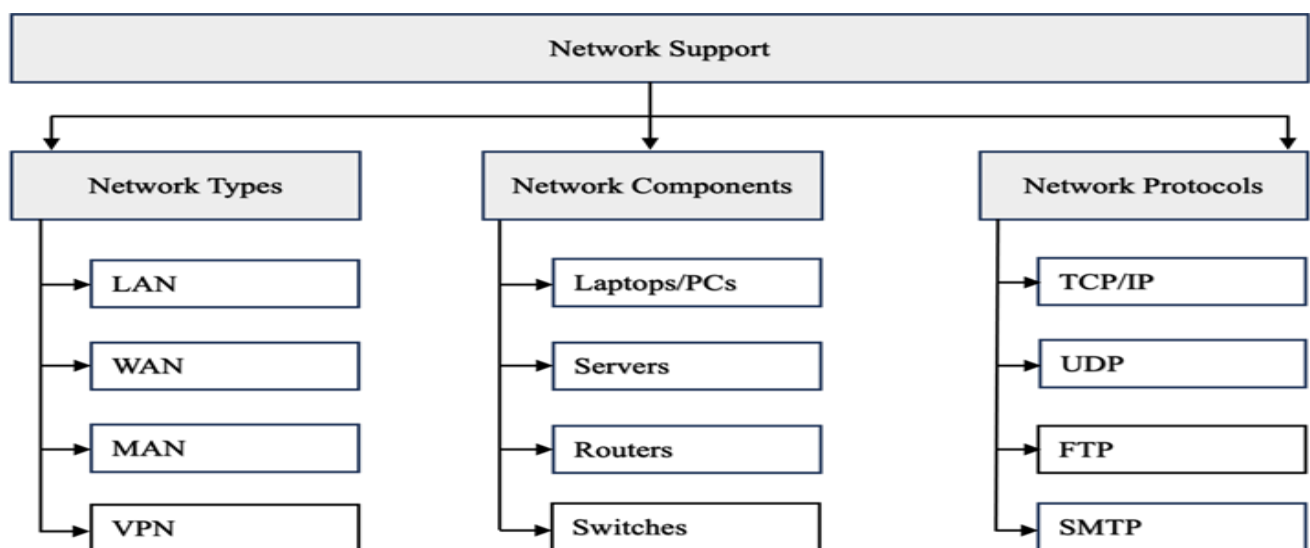 Network Support
Network Types
Network Components
Network Protocols
LAN
Laptops/PCs
TCP/IP
WAN
Servers
UDP
MAN
Routers
FTP
VPN
Switches
SMTP